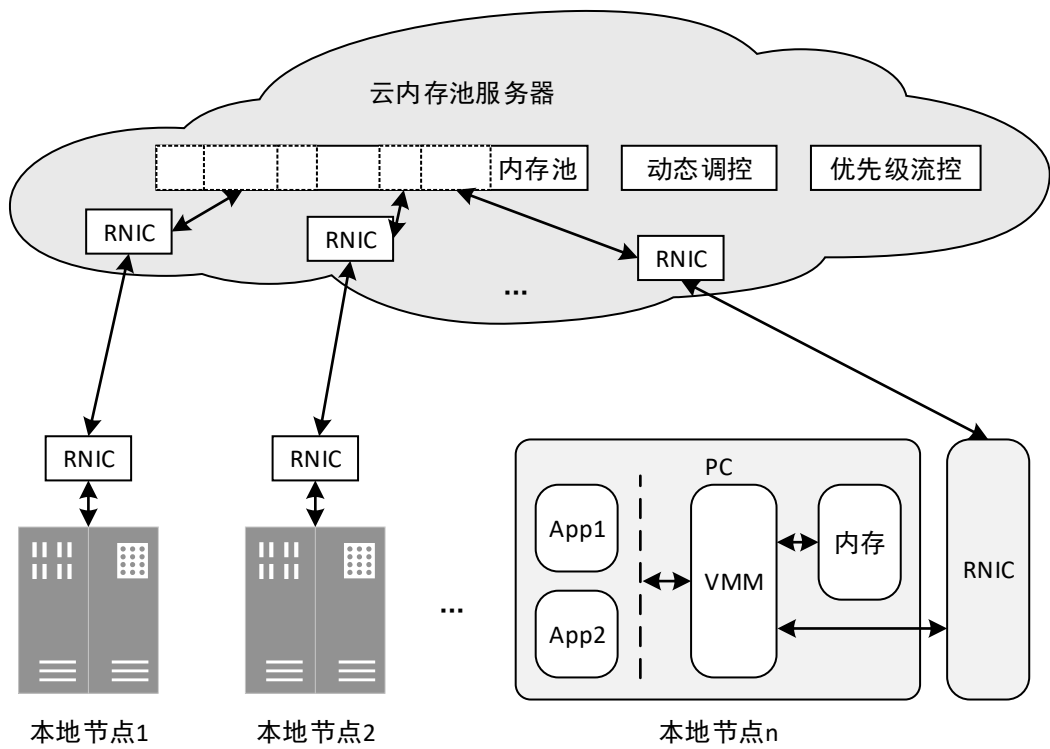 云内存池服务器
内存池
动态调控
优先级流控
RNIC
RNIC
RNIC
...
RNIC
RNIC
PC
App1
App2
VMM
内存
RNIC
...
本地节点1
本地节点2
本地节点n